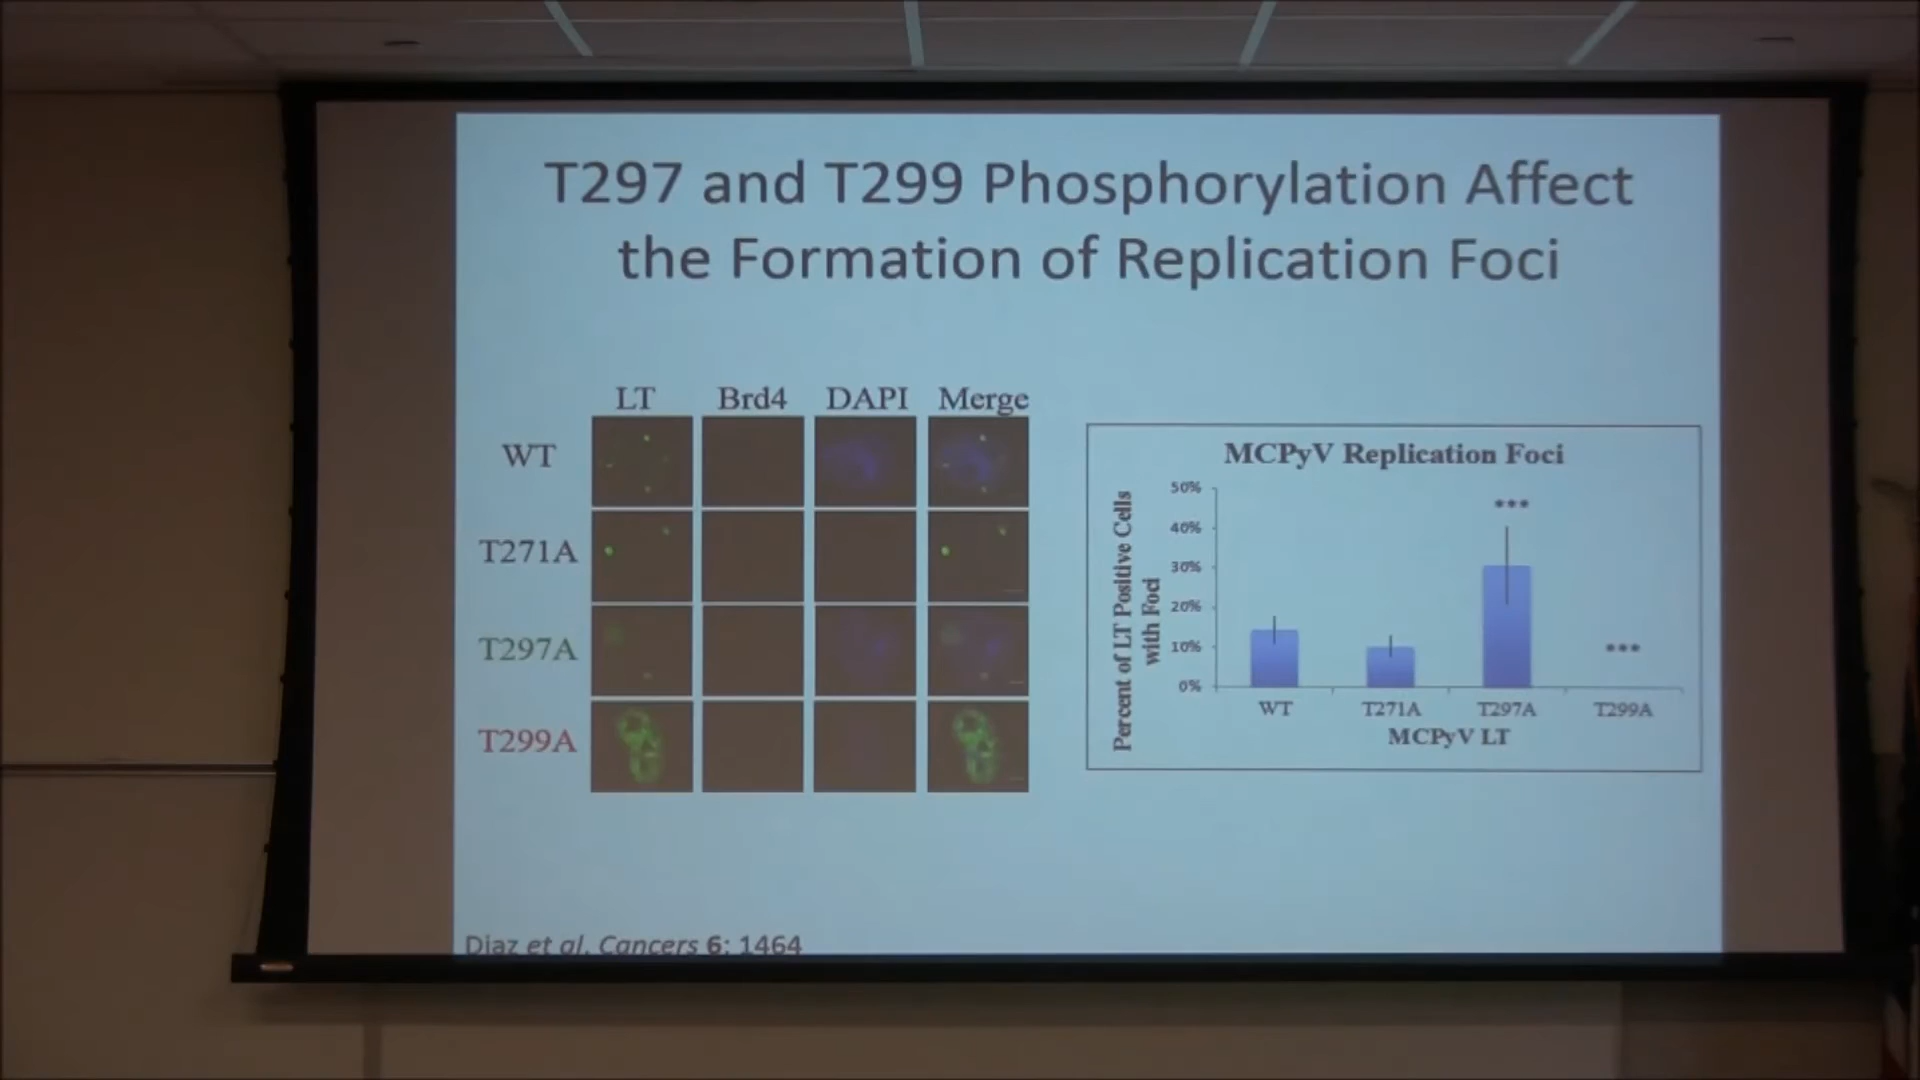 T297 and T299 Phosphorylation Affect
the Formation of Replication Foci
LT Brd4 DAPI Merge
WT
T271A
T297A
T299A
MCPyV Replication Foci
Percent of LT Positive Cells
with Foci
50%
40%
30%
20%
10%
0%
***
***
WT T271A T297A T299A
MCPyV LT
Diaz et al. Cancers 6: 1464